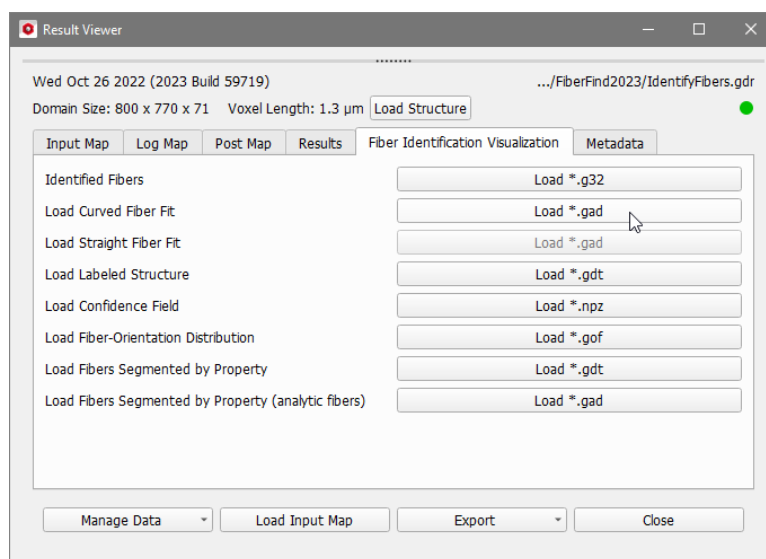 Result Viewer
Wed Oct 26 2022 (2023 Build 59719) .../FiberFind2023/IdentifyFibers.gdr
Domain Size: 800 x 770 x 71 Voxel Length: 1.3 µm Load Structure
Input Map Log Map Post Map Results Fiber Identification Visualization Metadata
Identified Fibers Load *.g32
Load Curved Fiber Fit Load *.gad
Load Straight Fiber Fit Load *.gad
Load Labeled Structure Load *.gdt
Load Confidence Field Load *.npz
Load Fiber-Orientation Distribution Load *.gof
Load Fibers Segmented by Property Load *.gdt
Load Fibers Segmented by Property (analytic fibers) Load *.gad
Manage Data Load Input Map Export Close